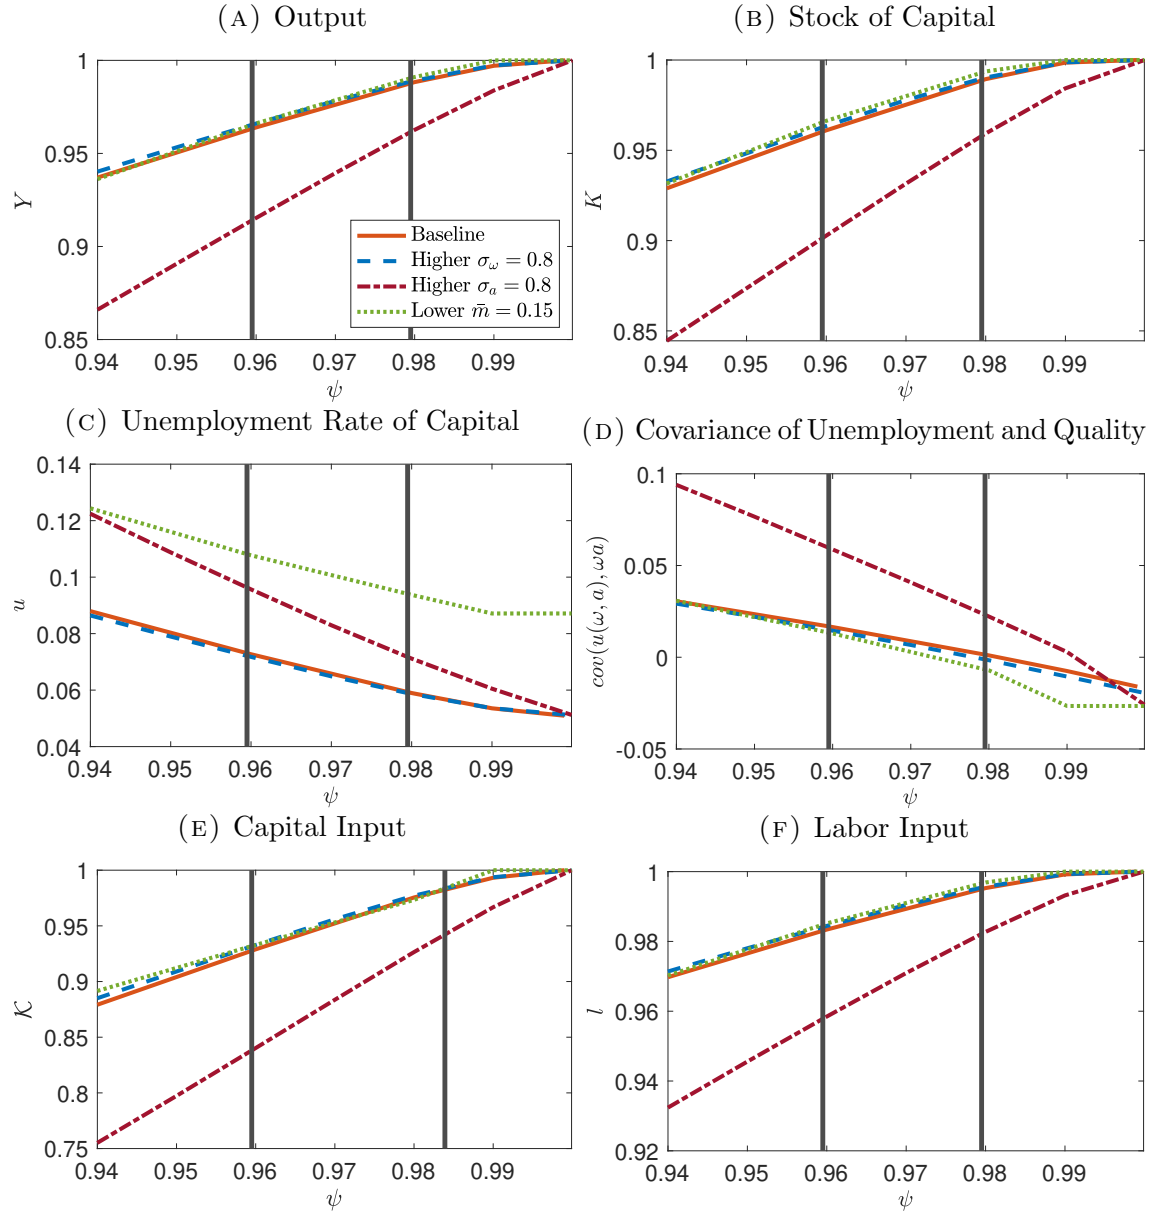 (A) Output
1
0.95
0.9
0.85
Y
Baseline
Higher σ_ω = 0.8
Higher σ_a = 0.8
Lower m̄ = 0.15
0.94 0.95 0.96 0.97 0.98 0.99
ψ
(B) Stock of Capital
1
0.95
0.9
0.85
K
0.94 0.95 0.96 0.97 0.98 0.99
ψ
(C) Unemployment Rate of Capital
0.14
0.12
0.1
0.08
0.06
0.04
u
0.94 0.95 0.96 0.97 0.98 0.99
ψ
(D) Covariance of Unemployment and Quality
0.1
0.05
0
-0.05
cov(u(ω, a), ωa)
0.94 0.95 0.96 0.97 0.98 0.99
ψ
(E) Capital Input
1
0.95
0.9
0.85
0.8
0.75
𝒦
0.94 0.95 0.96 0.97 0.98 0.99
ψ
(F) Labor Input
1
0.98
0.96
0.94
0.92
l
0.94 0.95 0.96 0.97 0.98 0.99
ψ